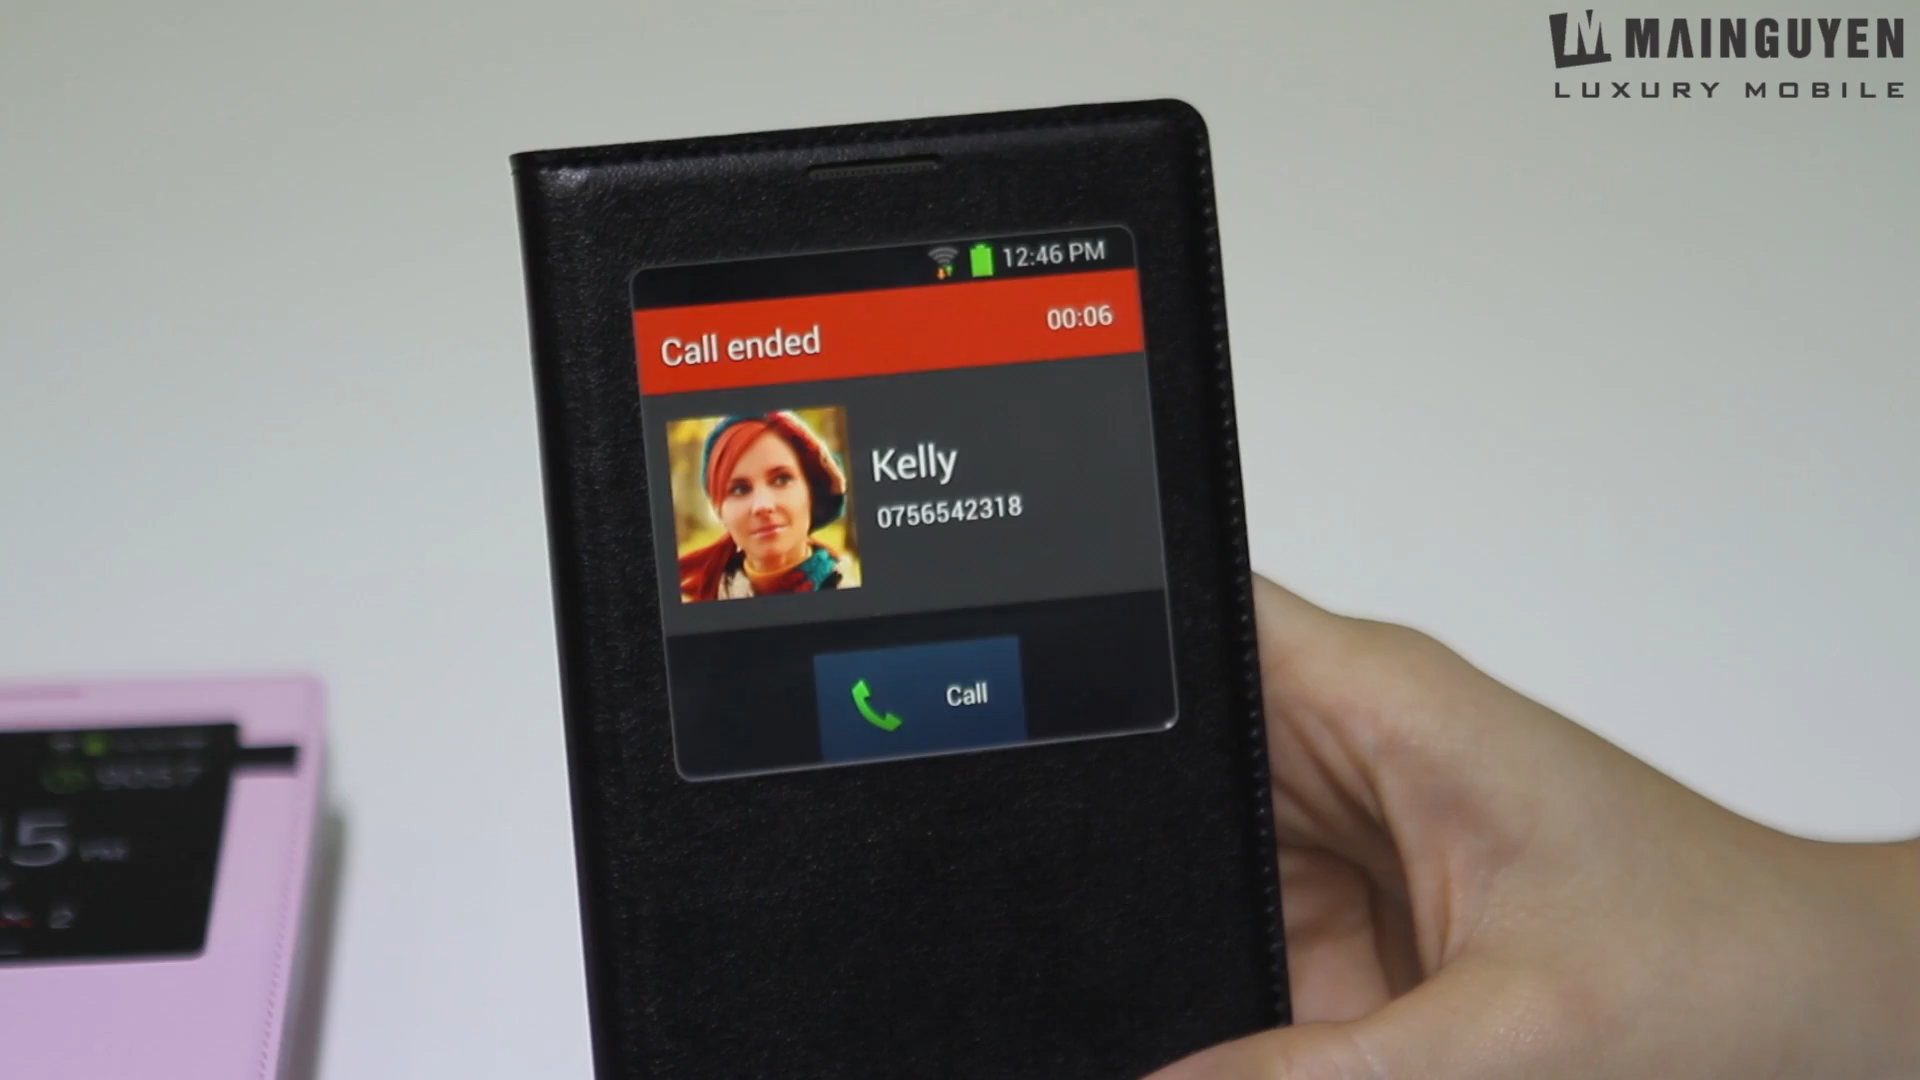 MAINGUYEN
LUXURY MOBILE
12:46 PM
Call ended 00:06
Kelly
0756542318
Call